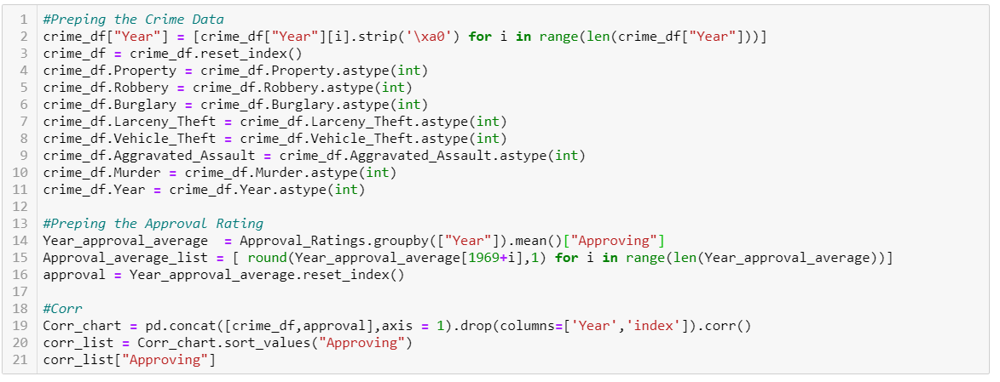 1 #Preping the Crime Data
2 crime_df["Year"] = [crime_df["Year"][i].strip('\xa0') for i in range(len(crime_df["Year"]))]
3 crime_df = crime_df.reset_index()
4 crime_df.Property = crime_df.Property.astype(int)
5 crime_df.Robbery = crime_df.Robbery.astype(int)
6 crime_df.Burglary = crime_df.Burglary.astype(int)
7 crime_df.Larceny_Theft = crime_df.Larceny_Theft.astype(int)
8 crime_df.Vehicle_Theft = crime_df.Vehicle_Theft.astype(int)
9 crime_df.Aggravated_Assault = crime_df.Aggravated_Assault.astype(int)
10 crime_df.Murder = crime_df.Murder.astype(int)
11 crime_df.Year = crime_df.Year.astype(int)
12
13 #Preping the Approval Rating
14 Year_approval_average  = Approval_Ratings.groupby(["Year"]).mean()["Approving"]
15 Approval_average_list = [ round(Year_approval_average[1969+i],1) for i in range(len(Year_approval_average))]
16 approval = Year_approval_average.reset_index()
17
18 #Corr
19 Corr_chart = pd.concat([crime_df,approval],axis = 1).drop(columns=['Year','index']).corr()
20 corr_list = Corr_chart.sort_values("Approving")
21 corr_list["Approving"]